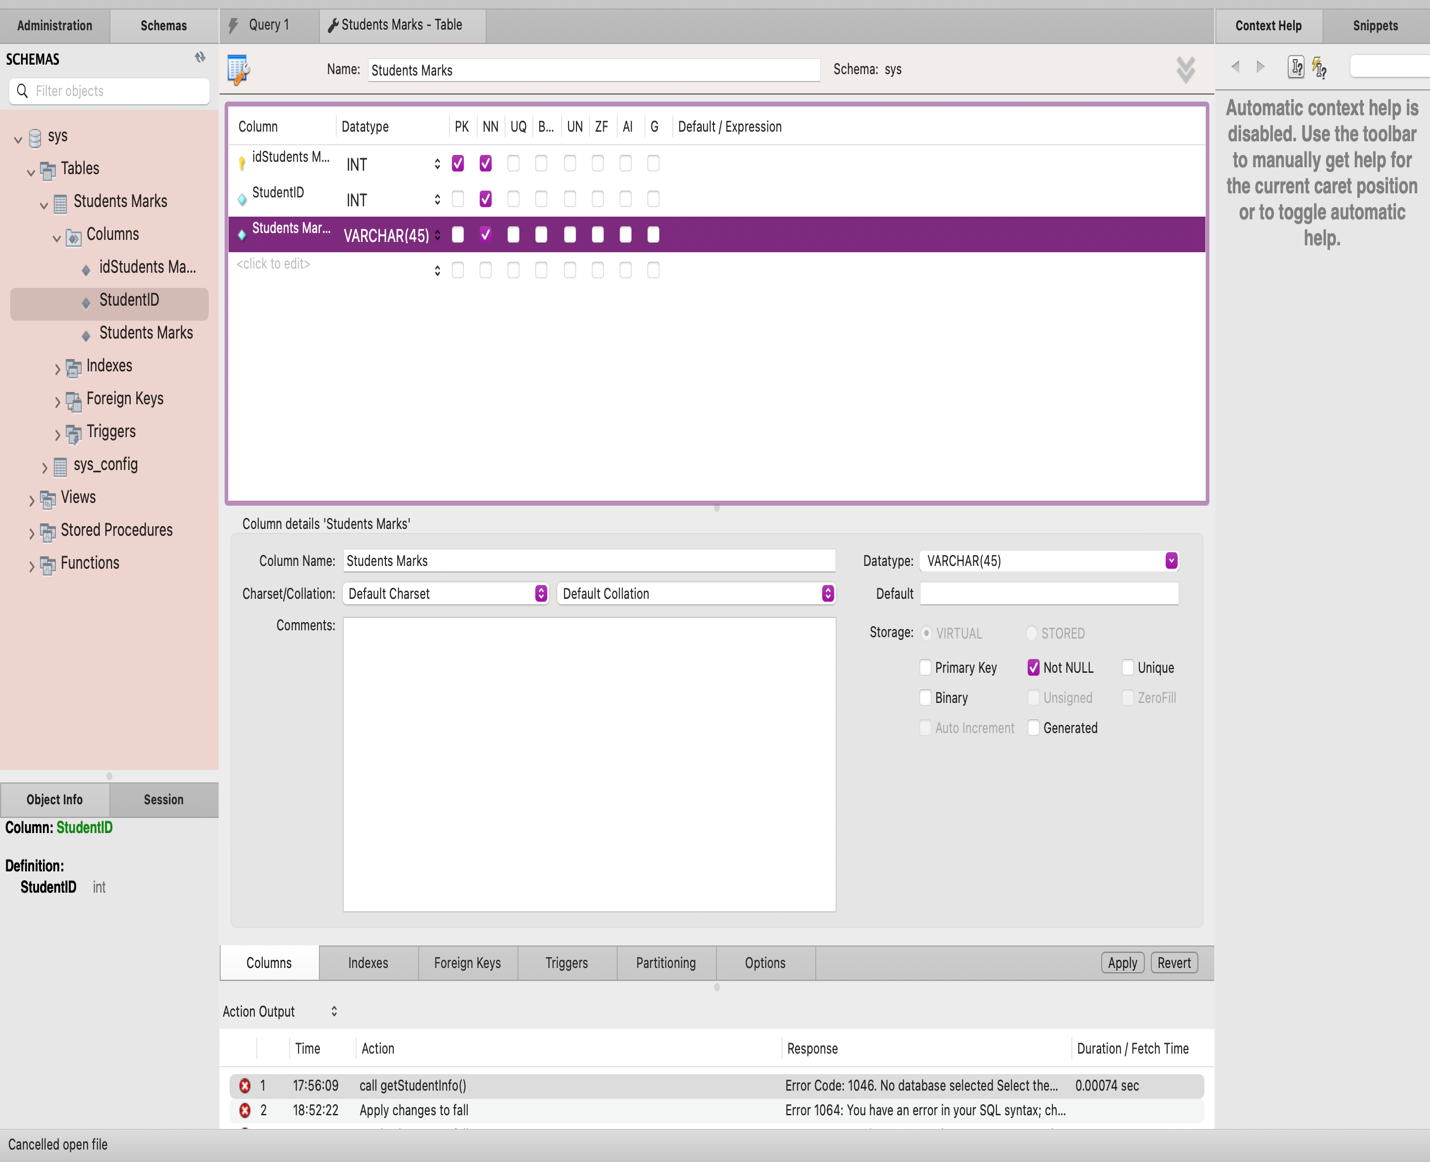 Administration
Schemas
Query 1
Students Marks - Table
Context Help
Snippets
SCHEMAS
Filter objects
Name: Students Marks
Schema: sys
sys
Tables
Students Marks
Columns
idStudents Ma...
StudentID
Students Marks
Indexes
Foreign Keys
Triggers
sys_config
Views
Stored Procedures
Functions
Column Datatype PK NN UQ B... UN ZF AI G Default / Expression
idStudents M... INT
StudentID INT
Students Mar... VARCHAR(45)
<click to edit>
Automatic context help is
disabled. Use the toolbar
to manually get help for
the current caret position
or to toggle automatic
help.
Column details 'Students Marks'
Column Name: Students Marks
Datatype: VARCHAR(45)
Charset/Collation: Default Charset Default Collation
Default
Comments:
Storage: VIRTUAL STORED
Primary Key Not NULL Unique
Binary Unsigned ZeroFill
Auto Increment Generated
Object Info
Session
Column: StudentID
Definition:
StudentID int
Columns Indexes Foreign Keys Triggers Partitioning Options
Apply Revert
Action Output
Time Action Response Duration / Fetch Time
1 17:56:09 call getStudentInfo() Error Code: 1046. No database selected Select the... 0.00074 sec
2 18:52:22 Apply changes to fall Error 1064: You have an error in your SQL syntax; ch...
Cancelled open file